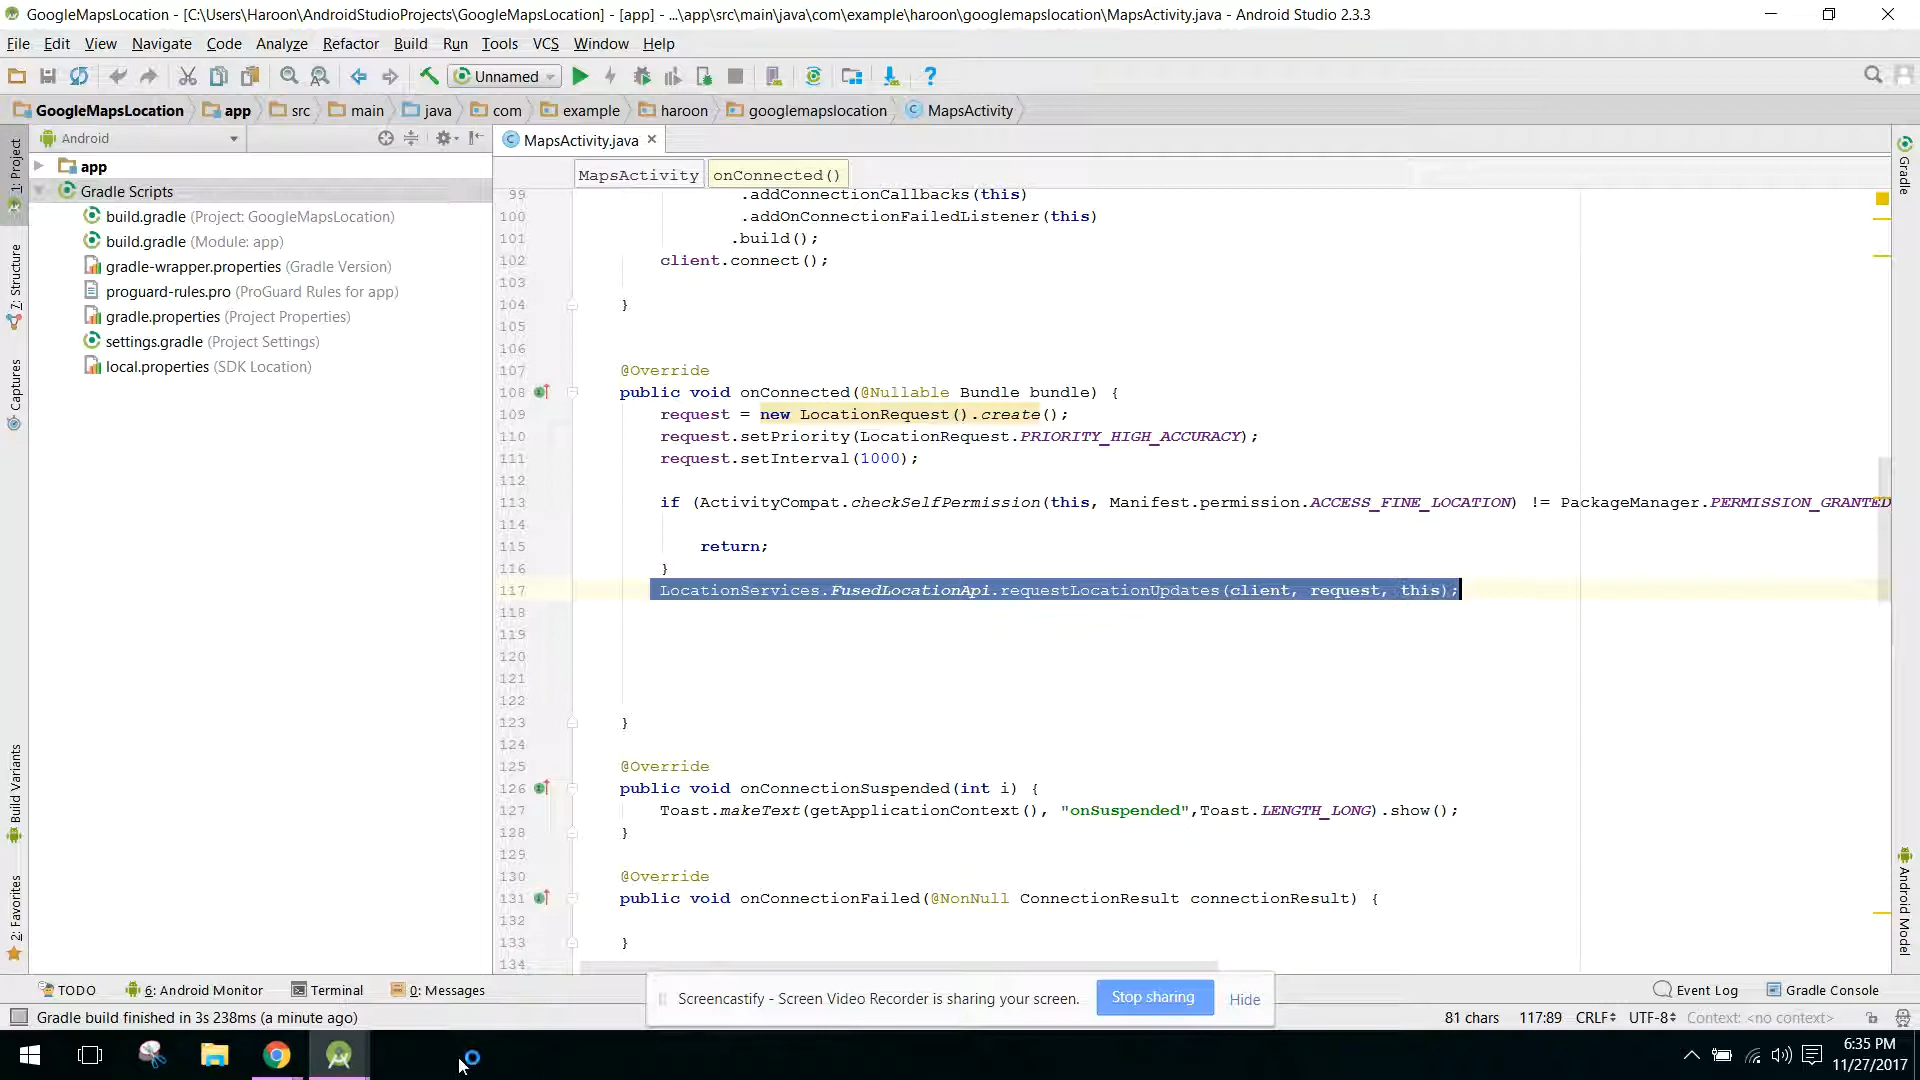 GoogleMapsLocation - [C:\Users\Haroon\AndroidStudioProjects\GoogleMapsLocation] - [app] - ...\app\src\main\java\com\example\haroon\googlemapslocation\MapsActivity.java - Android Studio 2.3.3
File Edit View Navigate Code Analyze Refactor Build Run Tools VCS Window Help
Unnamed
GoogleMapsLocation app src main java com example haroon googlemapslocation MapsActivity
Android
MapsActivity.java
1: Project
7: Structure
Captures
Build Variants
2: Favorites
app
Gradle Scripts
build.gradle (Project: GoogleMapsLocation)
build.gradle (Module: app)
gradle-wrapper.properties (Gradle Version)
proguard-rules.pro (ProGuard Rules for app)
gradle.properties (Project Properties)
settings.gradle (Project Settings)
local.properties (SDK Location)
MapsActivity onConnected()
99 .addConnectionCallbacks(this)
100 .addOnConnectionFailedListener(this)
101 .build();
102 client.connect();
103
104 }
105
106
107 @Override
108 public void onConnected(@Nullable Bundle bundle) {
109 request = new LocationRequest().create();
110 request.setPriority(LocationRequest.PRIORITY_HIGH_ACCURACY);
111 request.setInterval(1000);
112
113 if (ActivityCompat.checkSelfPermission(this, Manifest.permission.ACCESS_FINE_LOCATION) != PackageManager.PERMISSION_GRANTED
114
115 return;
116 }
117 LocationServices.FusedLocationApi.requestLocationUpdates(client, request, this);
118
119
120
121
122
123 }
124
125 @Override
126 public void onConnectionSuspended(int i) {
127 Toast.makeText(getApplicationContext(), "onSuspended",Toast.LENGTH_LONG).show();
128 }
129
130 @Override
131 public void onConnectionFailed(@NonNull ConnectionResult connectionResult) {
132
133 }
134
Gradle
Android Model
TODO 6: Android Monitor Terminal 0: Messages Event Log Gradle Console
Screencastify - Screen Video Recorder is sharing your screen. Stop sharing Hide
Gradle build finished in 3s 238ms (a minute ago) 81 chars 117:89 CRLF UTF-8 Context: <no context>
6:35 PM
11/27/2017